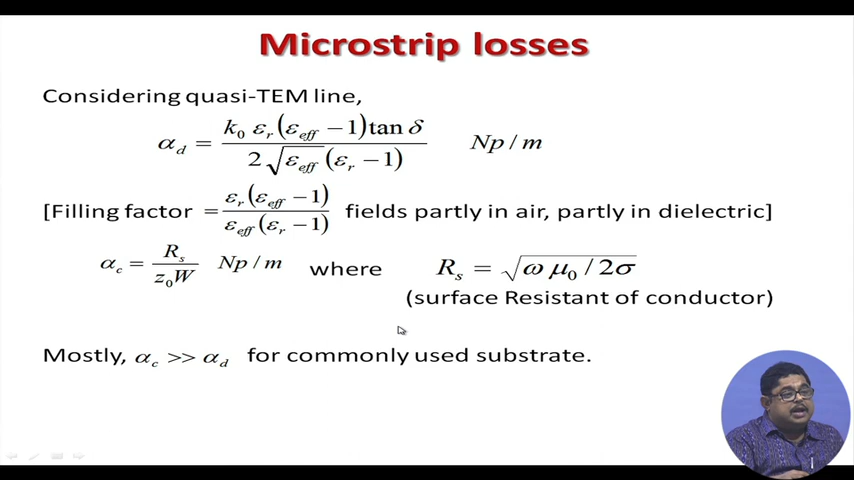 Microstrip losses
Considering quasi-TEM line,
α_d = k_0 ε_r (ε_eff − 1) tan δ / 2 √ε_eff (ε_r − 1) Np / m
[Filling factor = ε_r (ε_eff − 1) / ε_eff (ε_r − 1) fields partly in air, partly in dielectric]
α_c = R_s / z_0 W Np / m where R_s = √ω μ_0 / 2σ
(surface Resistant of conductor)
Mostly, α_c >> α_d for commonly used substrate.